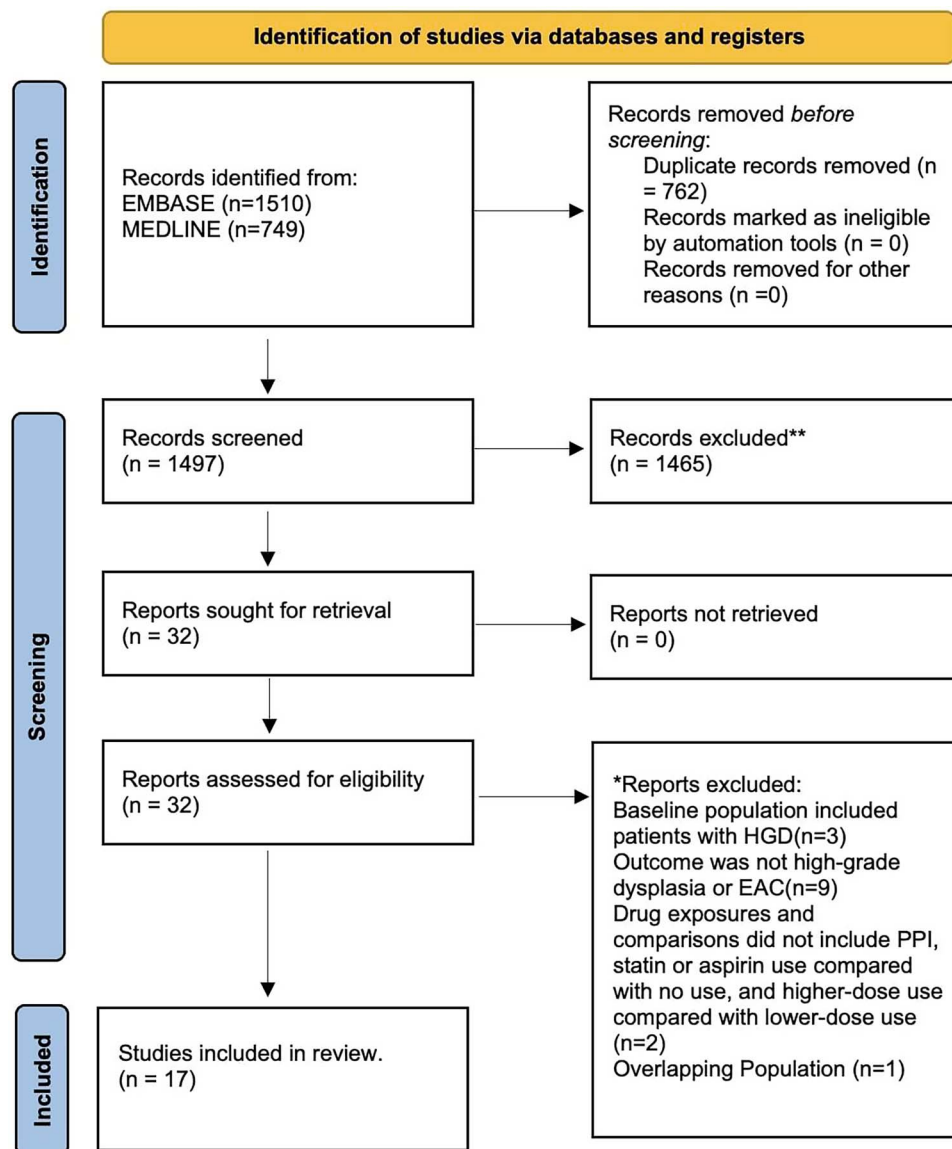 Identification of studies via databases and registers
Identification
Records identified from:
EMBASE (n=1510)
MEDLINE (n=749)
Records removed before
screening:
Duplicate records removed (n
= 762)
Records marked as ineligible
by automation tools (n = 0)
Records removed for other
reasons (n =0)
Screening
Records screened
(n = 1497)
Records excluded**
(n = 1465)
Reports sought for retrieval
(n = 32)
Reports not retrieved
(n = 0)
Reports assessed for eligibility
(n = 32)
*Reports excluded:
Baseline population included
patients with HGD(n=3)
Outcome was not high-grade
dysplasia or EAC(n=9)
Drug exposures and
comparisons did not include PPI,
statin or aspirin use compared
with no use, and higher-dose use
compared with lower-dose use
(n=2)
Overlapping Population (n=1)
Included
Studies included in review.
(n = 17)